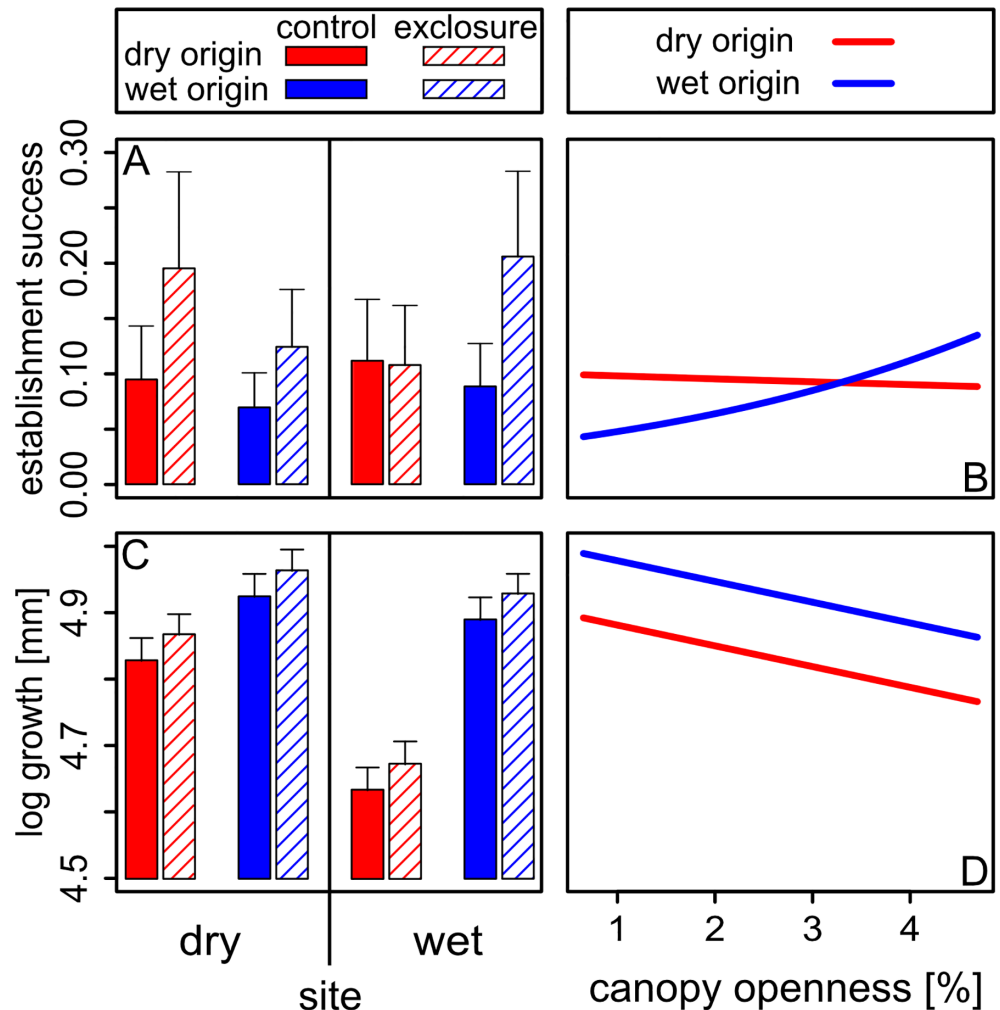 control exclosure
dry origin
wet origin
dry origin
wet origin
A
establishment success
0.30
0.20
0.10
0.00
B
C
log growth [mm]
4.9
4.7
4.5
D
dry wet
site
1 2 3 4
canopy openness [%]